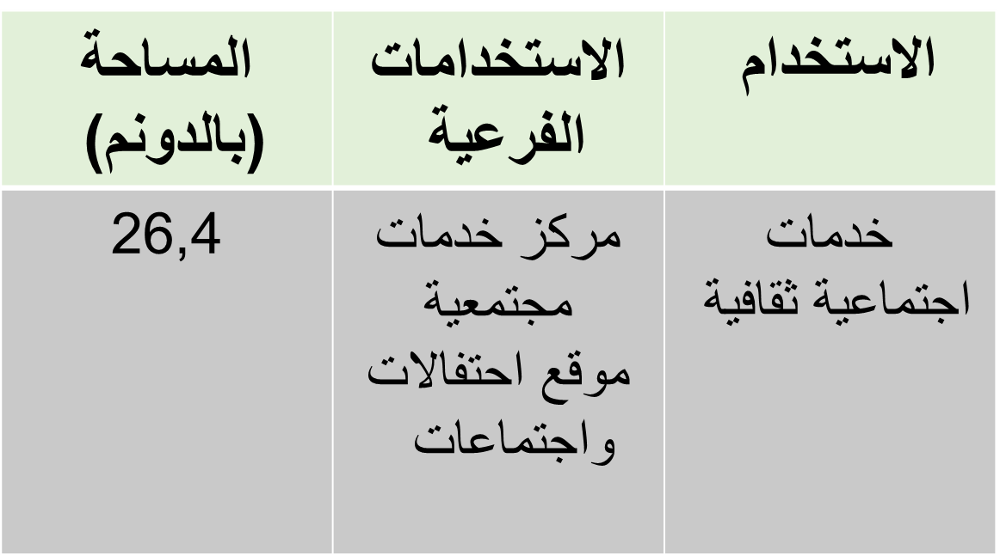 الاستخدام
الاستخدامات
الفرعية
المساحة
(بالدونم)
خدمات
اجتماعية ثقافية
مركز خدمات
مجتمعية
موقع احتفالات
واجتماعات
26,4